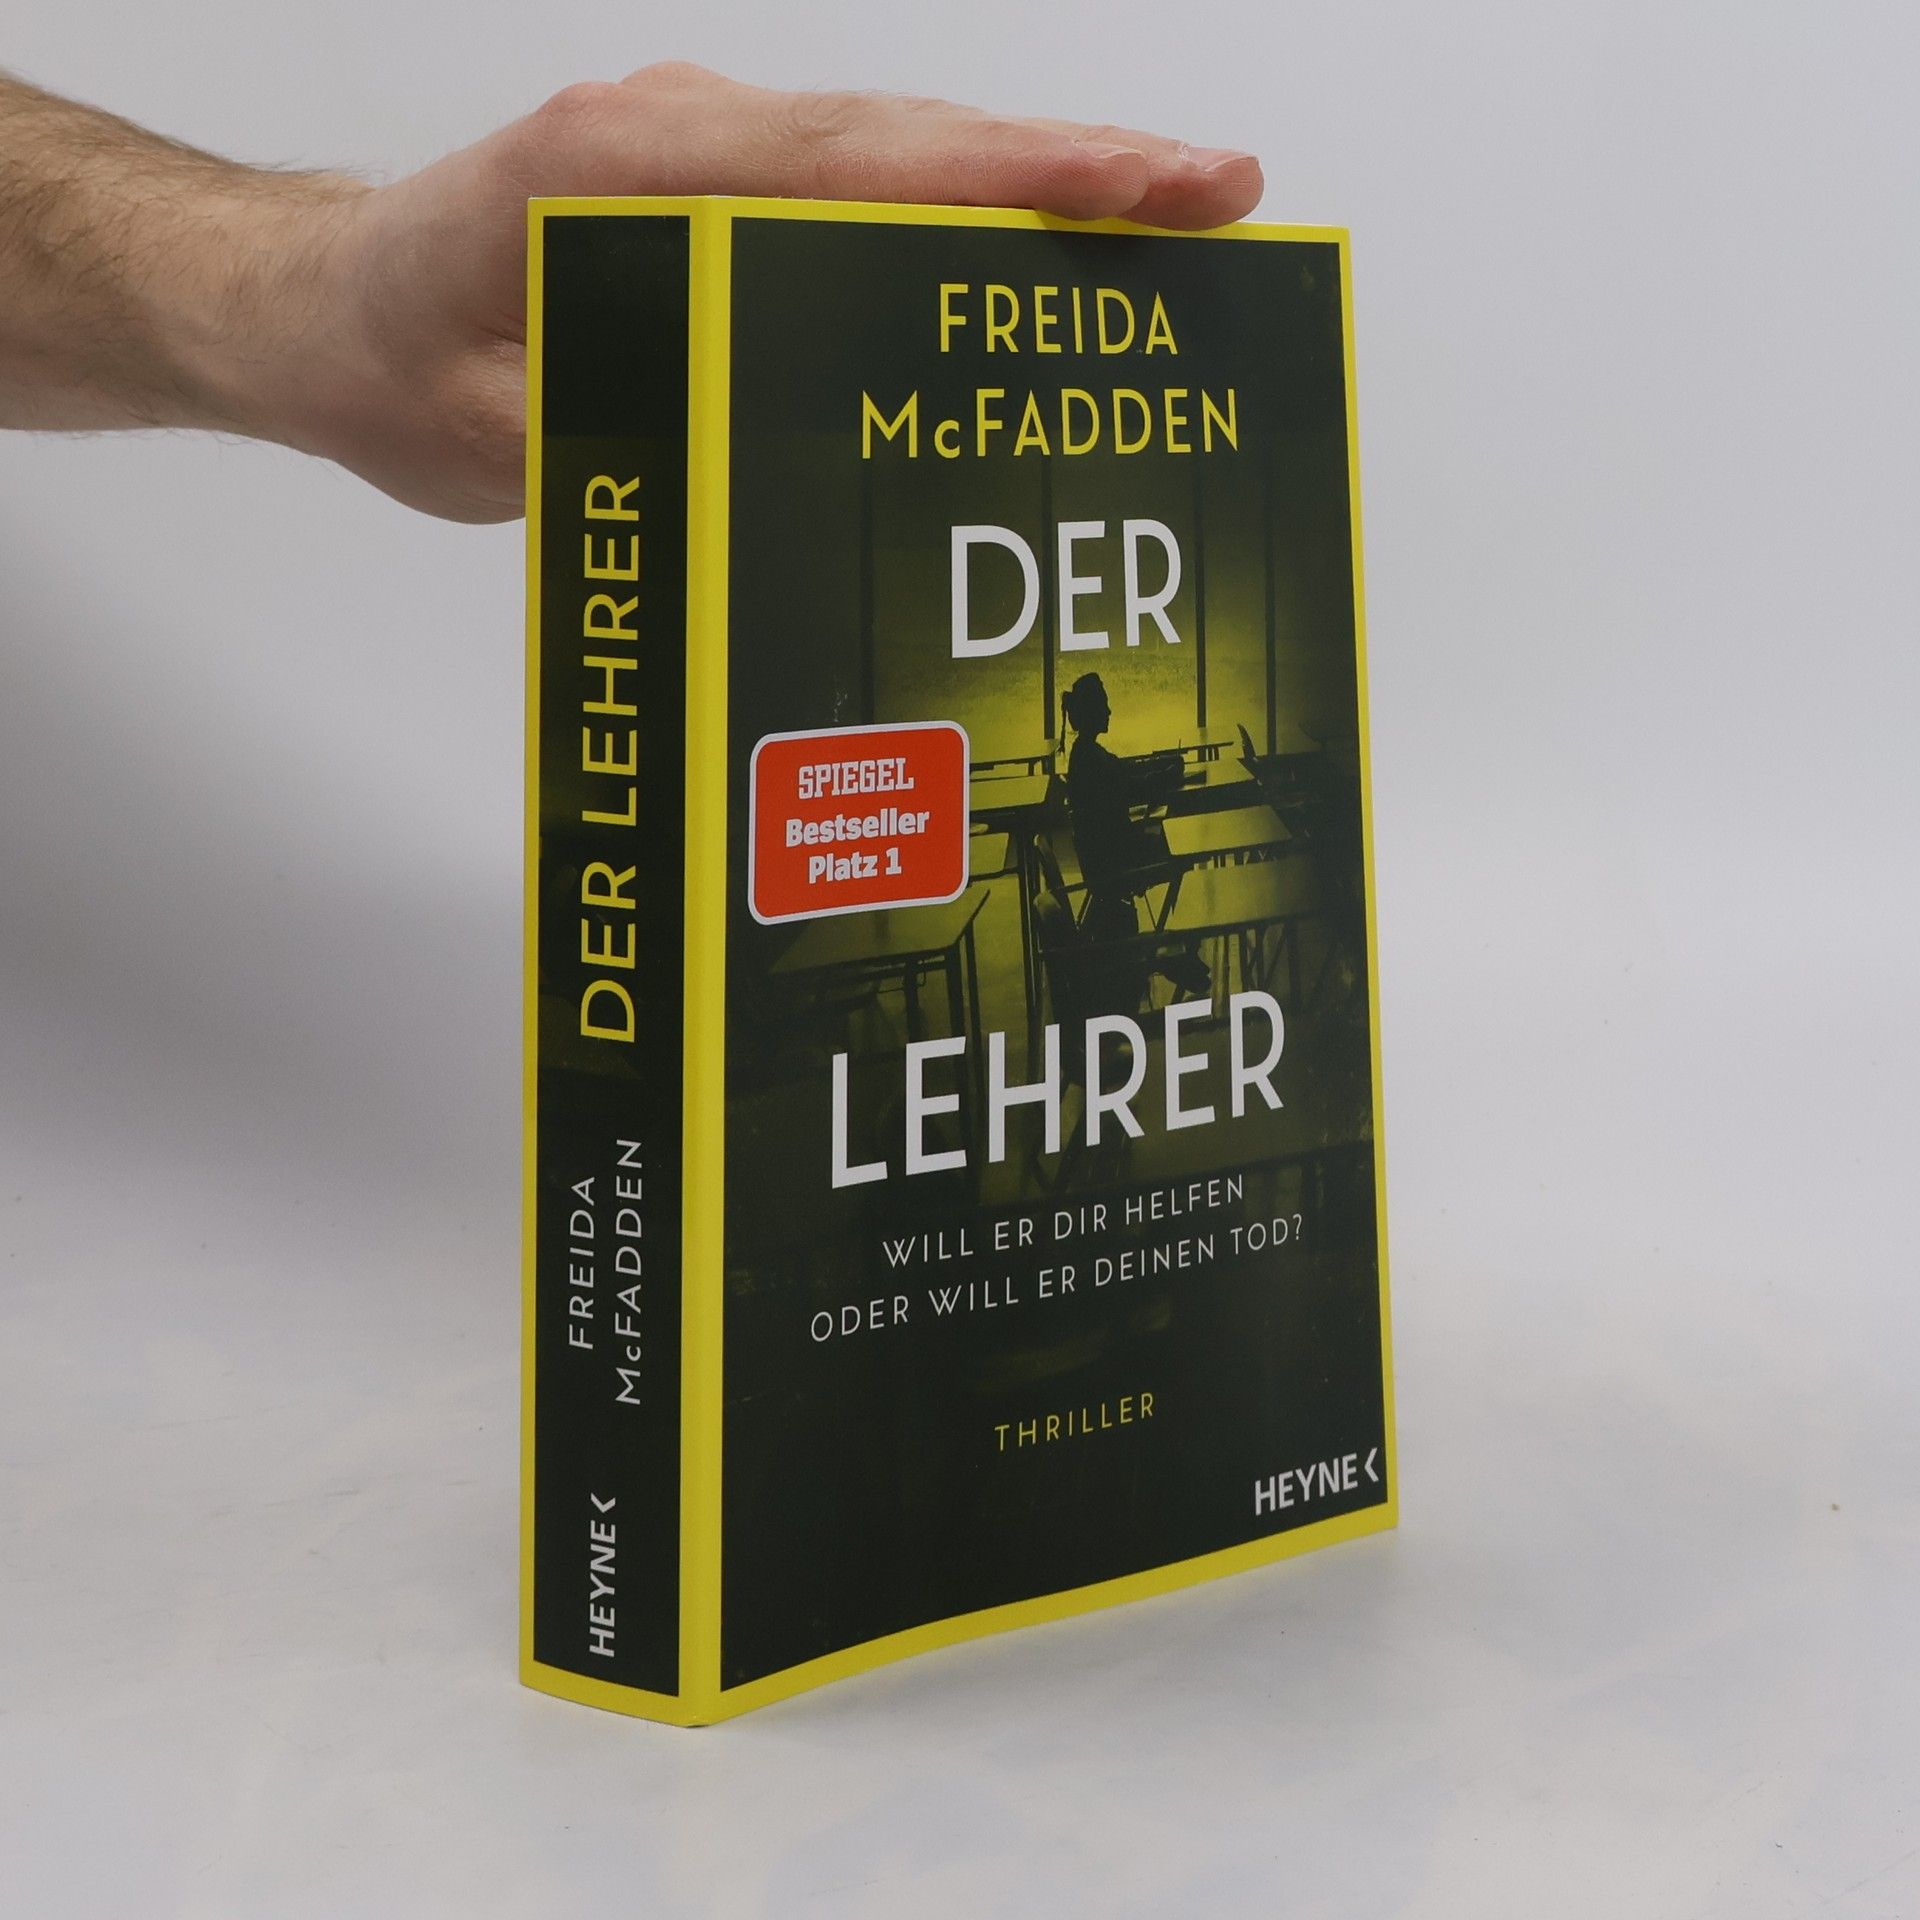 FREIDA
McFADDEN
DER
LEHRER
SPIEGEL
Bestseller
Platz 1
WILL ER DIR HELFEN
ODER WILL ER DEINEN TOD?
THRILLER
HEYNE
DER LEHRER
FREIDA
McFADDEN
HEYNE